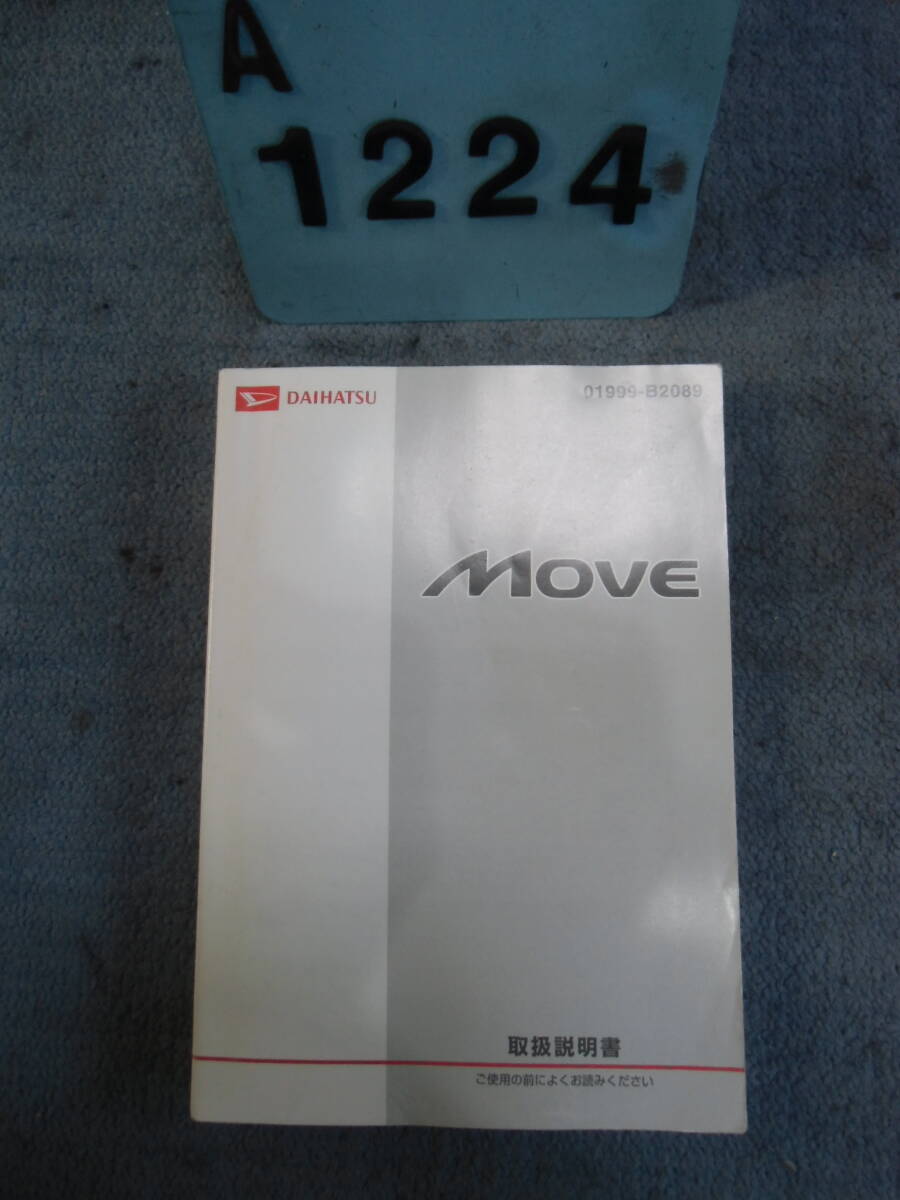 A
1224
DAIHATSU
01999-B2089
MOVE
取扱説明書
ご使用の前によくお読みください